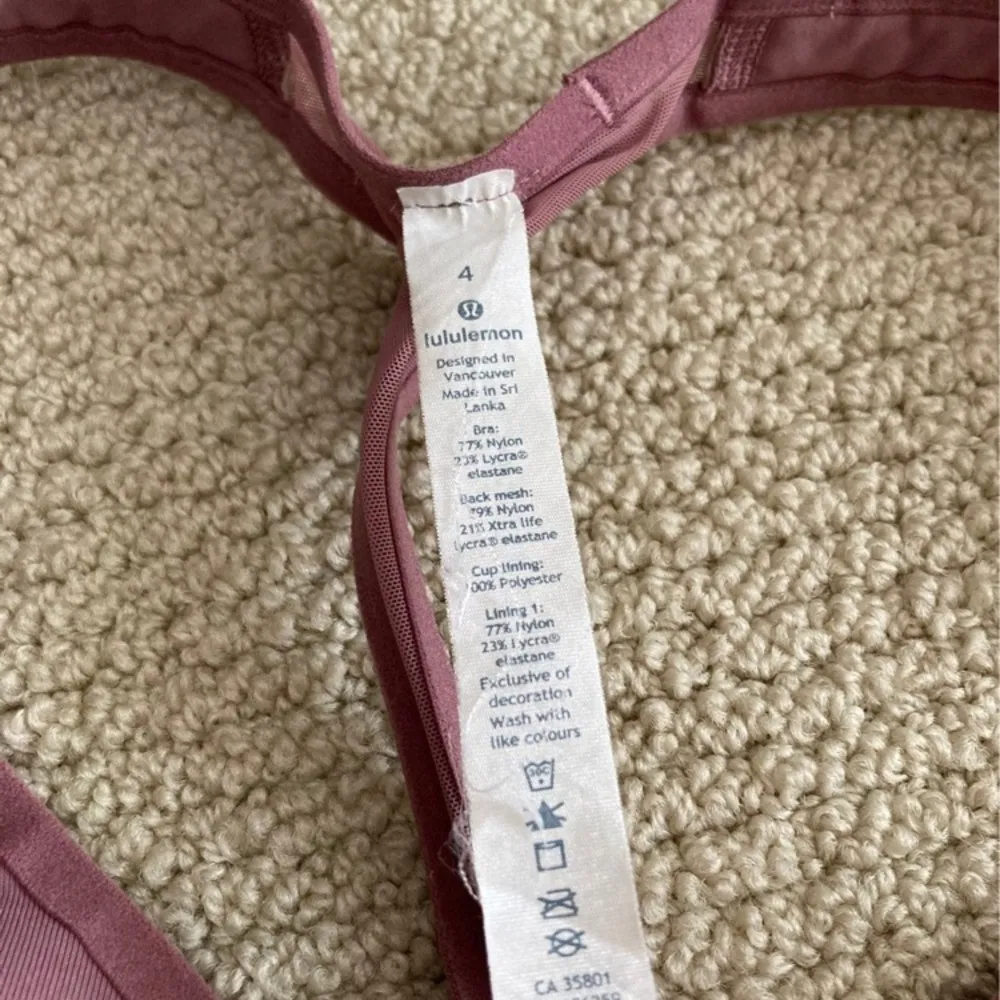 4
lululemon
Designed in
Vancouver
Made in Sri
Lanka
Bra:
77% Nylon
23% Lycra®
elastane
Back mesh:
79% Nylon
21% Xtra life
Lycra® elastane
Cup lining:
100% Polyester
Lining 1:
77% Nylon
23% Lycra®
elastane
Exclusive of
decoration
Wash with
like colours
30C
CA 35801